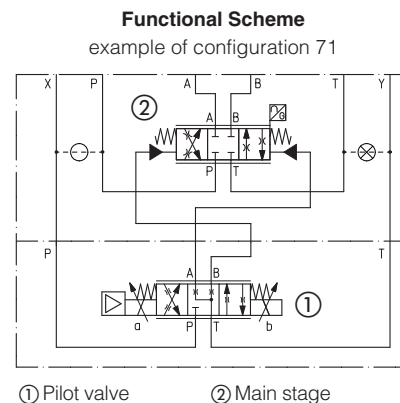 Functional Scheme
example of configuration 71
X P A B T Y
②
A B
G
P T
P T
A B
①
a P T b
① Pilot valve ② Main stage